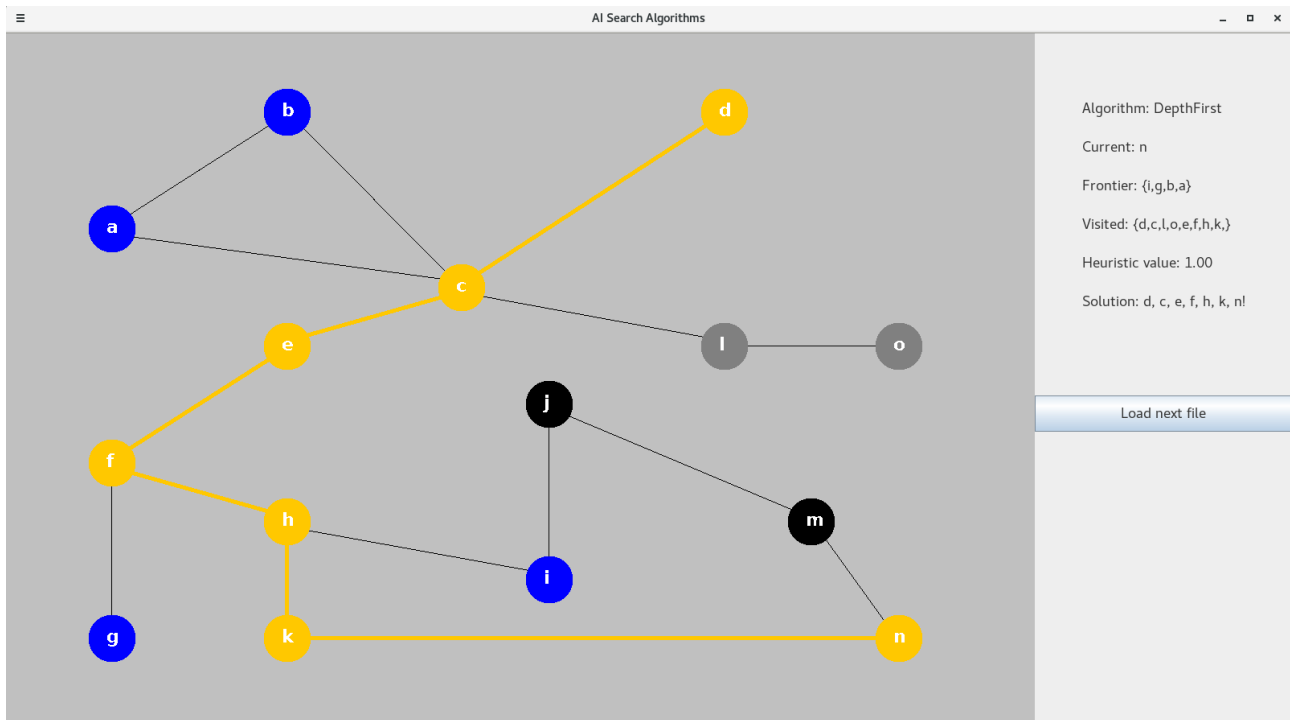 AI Search Algorithms
b
d
Algorithm: DepthFirst
Current: n
Frontier: {i,g,b,a}
Visited: {d,c,l,o,e,f,h,k,}
Heuristic value: 1.00
Solution: d, c, e, f, h, k, n!
a
c
e
l
o
j
Load next file
f
h
m
i
g
k
n